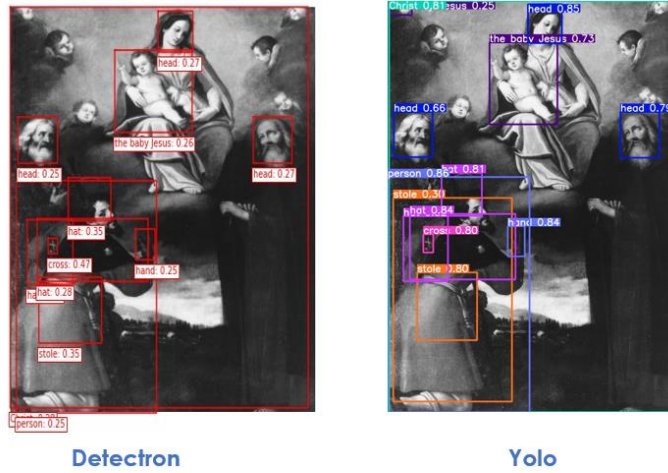 head: 0.27
the baby Jesus: 0.26
head: 0.25
head: 0.27
hat: 0.35
cross: 0.47
hand: 0.25
hat: 0.28
stole: 0.35
person: 0.25
Detectron
Christ 0.81
esus 0.25
head 0.85
the baby Jesus 0.73
head 0.66
head 0.79
hat 0.81
person 0.86
stole 0.30
hat 0.84
hand 0.84
cross 0.80
stole 0.80
Yolo